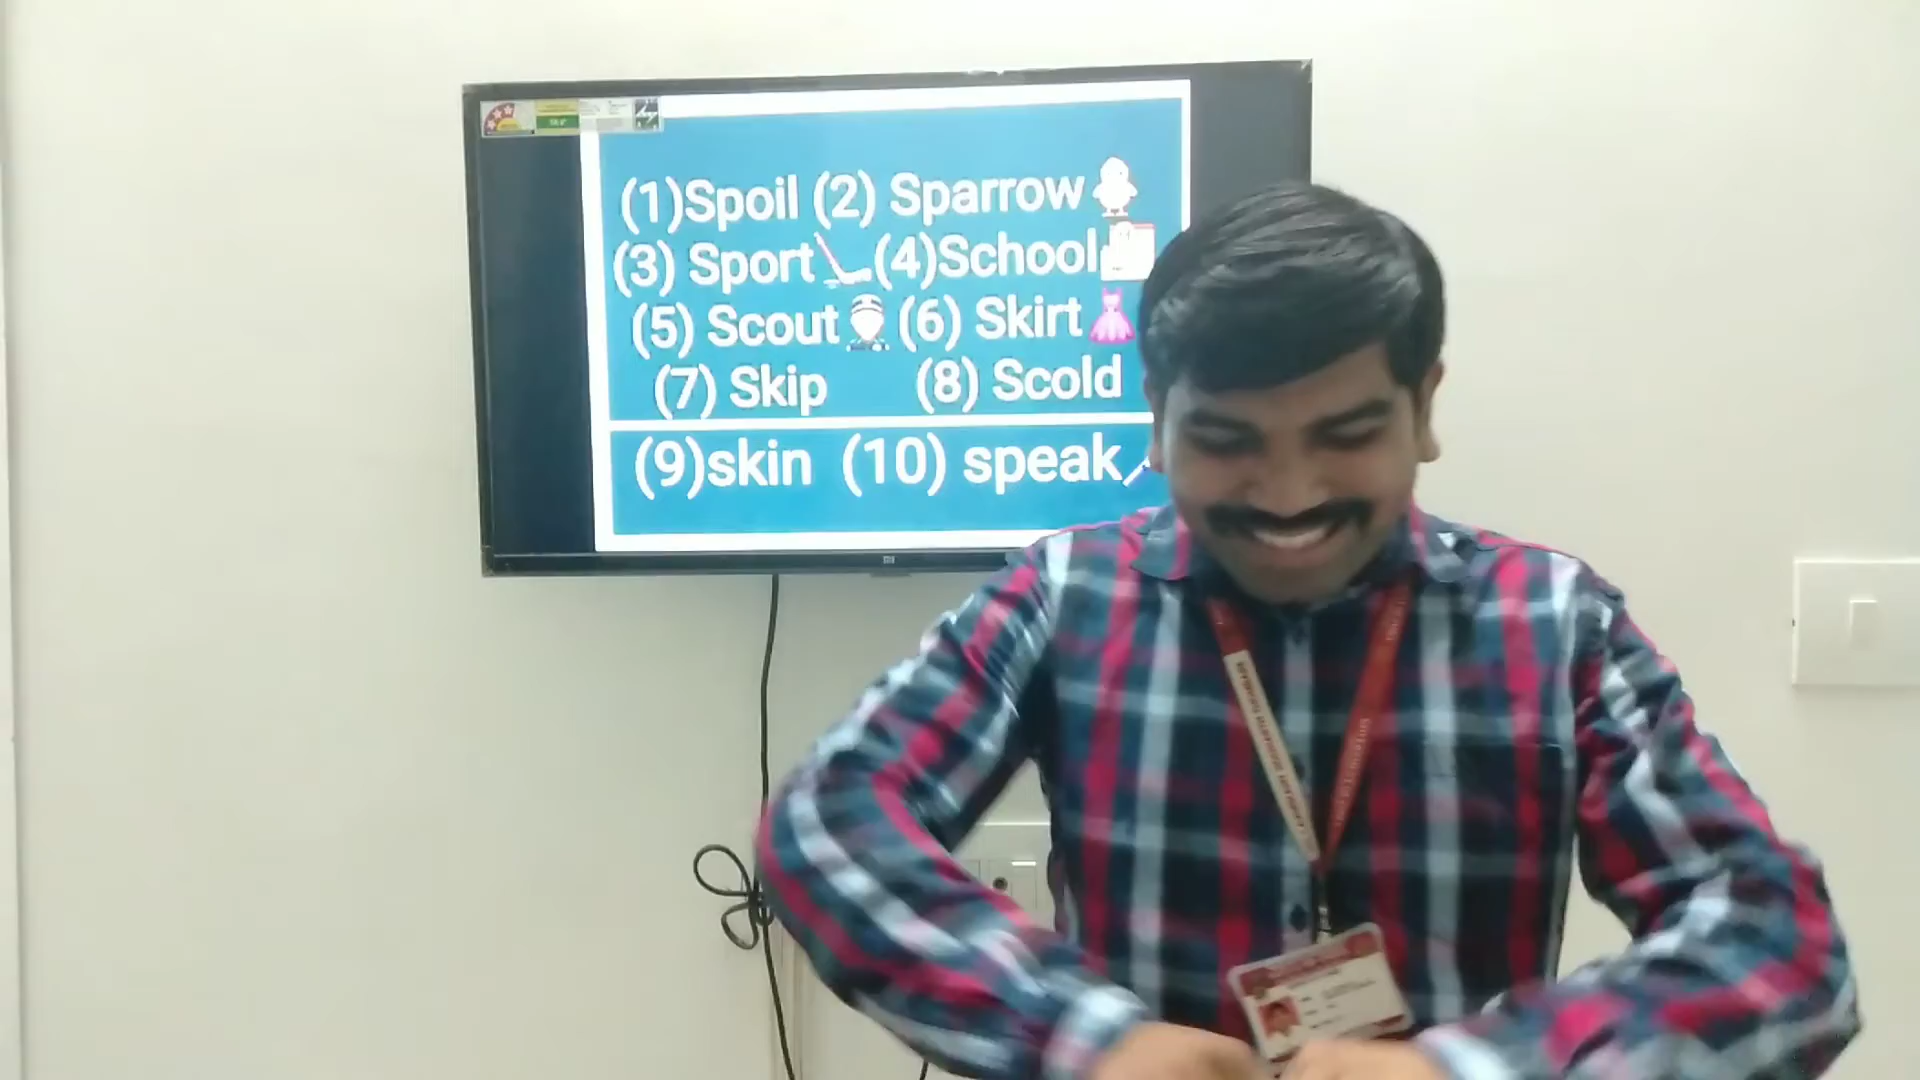 (1)Spoil (2) Sparrow
(3) Sport (4)School
(5) Scout (6) Skirt
(7) Skip (8) Scold
(9)skin (10) speak